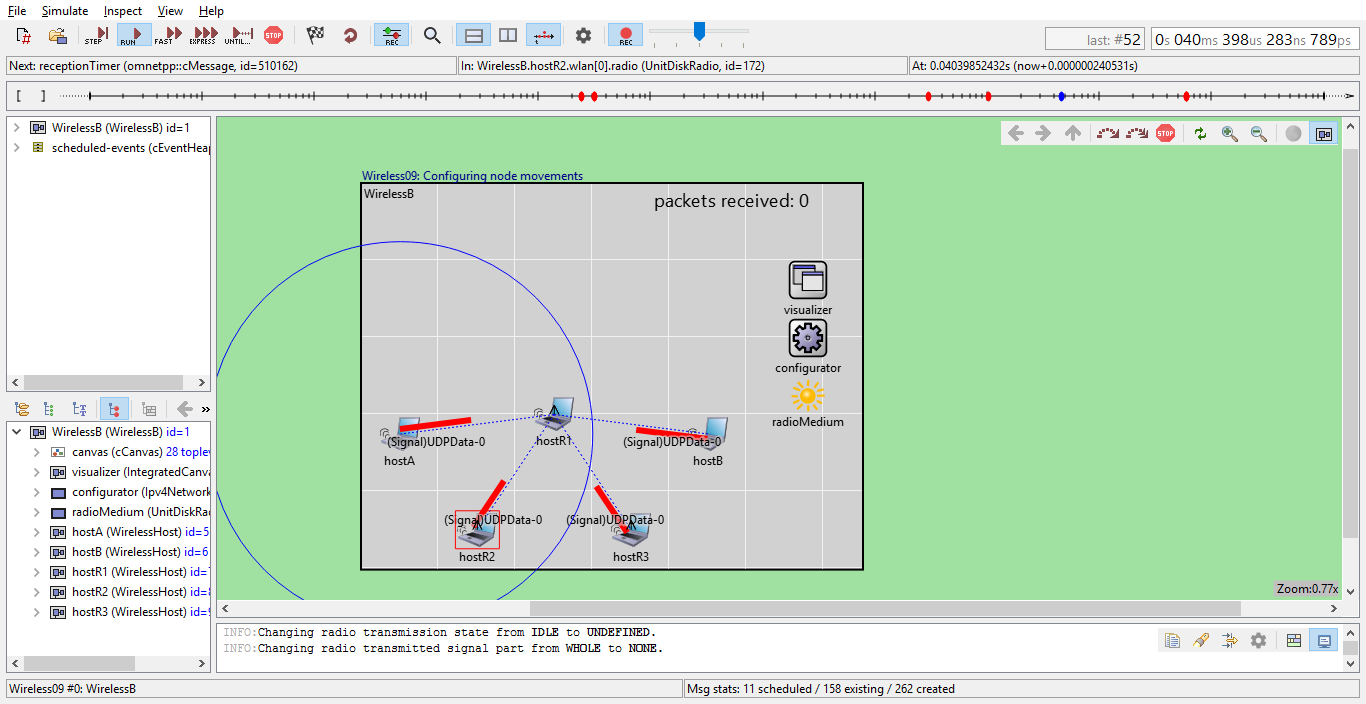 File Simulate Inspect View Help
STEP RUN FAST EXPRESS UNTIL... STOP REC REC
last: #52 0s 040ms 398us 283ns 789ps
Next: receptionTimer (omnetpp::cMessage, id=510162) In: WirelessB.hostR2.wlan[0].radio (UnitDiskRadio, id=172) At: 0.04039852432s (now+0.000000240531s)
[ ]
WirelessB (WirelessB) id=1
scheduled-events (cEventHeap
STOP
Wireless09: Configuring node movements
WirelessB
packets received: 0
visualizer
configurator
radioMedium
hostR1
(Signal)UDPData-0
hostA
(Signal)UDPData-0
hostB
(Signal)UDPData-0
hostR2
(Signal)UDPData-0
hostR3
Zoom:0.77x
»
WirelessB (WirelessB) id=1
canvas (cCanvas) 28 toplev
visualizer (IntegratedCanva
configurator (Ipv4Network
radioMedium (UnitDiskRad
hostA (WirelessHost) id=5
hostB (WirelessHost) id=6
hostR1 (WirelessHost) id=7
hostR2 (WirelessHost) id=8
hostR3 (WirelessHost) id=9
INFO:Changing radio transmission state from IDLE to UNDEFINED.
INFO:Changing radio transmitted signal part from WHOLE to NONE.
Wireless09 #0: WirelessB Msg stats: 11 scheduled / 158 existing / 262 created